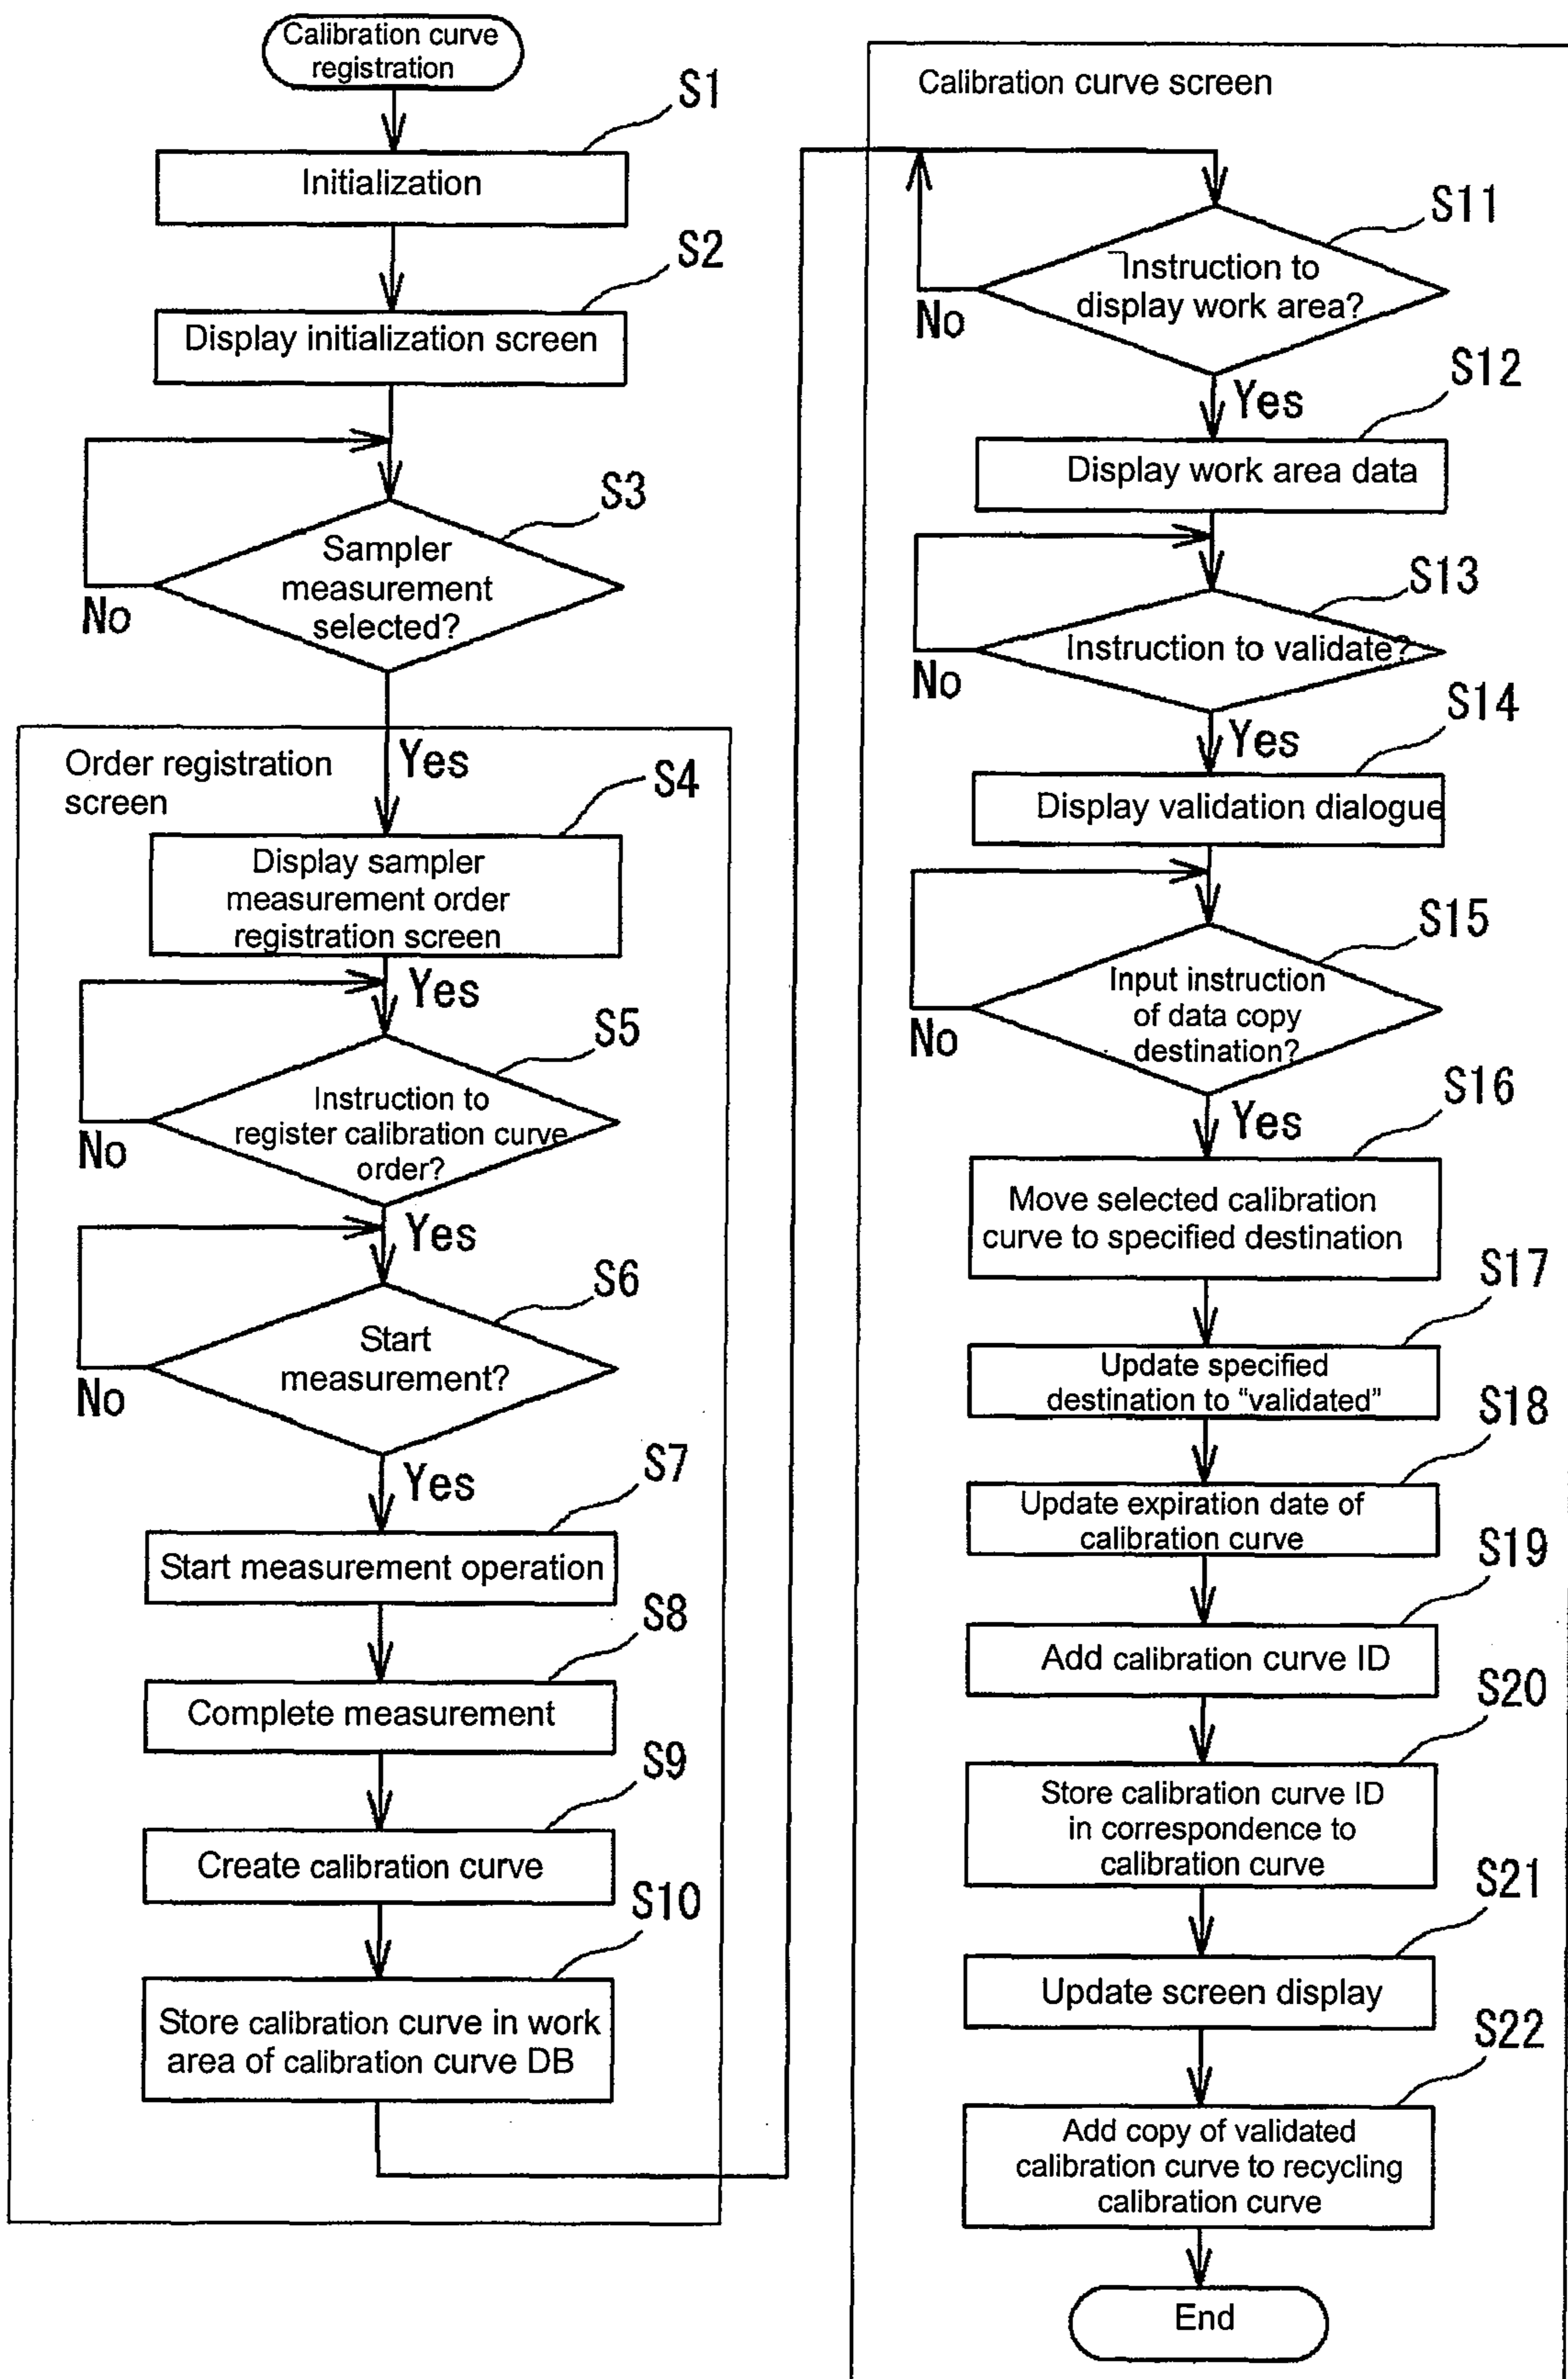 Calibration curve
registration
S1
Initialization
S2
Display initialization screen
S3
Sampler
measurement
selected?
No
Yes
Order registration
screen
S4
Display sampler
measurement order
registration screen
Yes
S5
Instruction to
register calibration curve
order?
No
Yes
S6
Start
measurement?
No
Yes
S7
Start measurement operation
S8
Complete measurement
S9
Create calibration curve
S10
Store calibration curve in work
area of calibration curve DB
Calibration curve screen
S11
Instruction to
display work area?
No
Yes
S12
Display work area data
S13
Instruction to validate?
No
Yes
S14
Display validation dialogue
S15
Input instruction
of data copy
destination?
No
Yes
S16
Move selected calibration
curve to specified destination
S17
Update specified
destination to “validated”
S18
Update expiration date of
calibration curve
S19
Add calibration curve ID
S20
Store calibration curve ID
in correspondence to
calibration curve
S21
Update screen display
S22
Add copy of validated
calibration curve to recycling
calibration curve
End